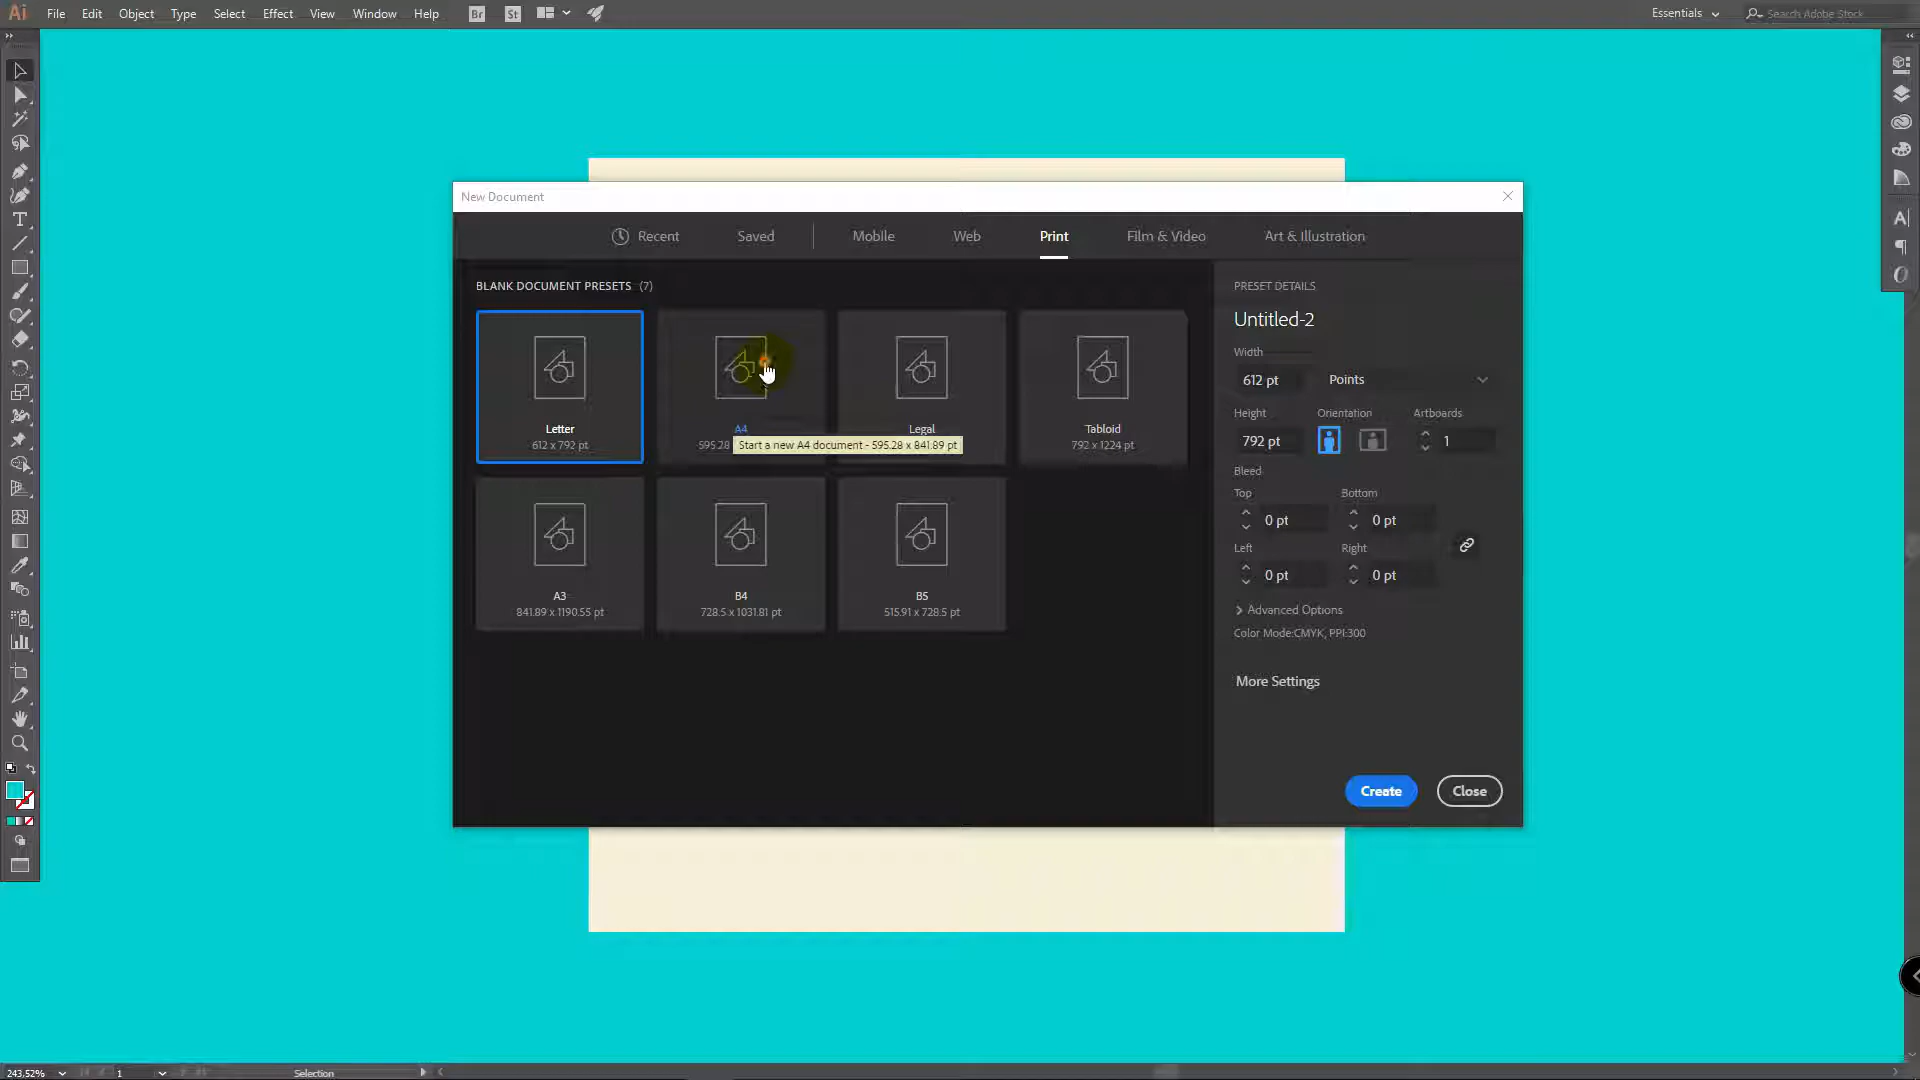 Ai File Edit Object Type Select Effect View Window Help Br St Essentials Search Adobe Stock
New Document
Recent Saved Mobile Web Print Film & Video Art & Illustration
BLANK DOCUMENT PRESETS (7)
Letter
612 x 792 pt
A4
595.28
Start a new A4 document - 595.28 x 841.89 pt
Legal
Tabloid
792 x 1224 pt
A3
841.89 x 1190.55 pt
B4
728.5 x 1031.81 pt
B5
515.91 x 728.5 pt
PRESET DETAILS
Untitled-2
Width
612 pt Points
Height Orientation Artboards
792 pt 1
Bleed
Top Bottom
0 pt 0 pt
Left Right
0 pt 0 pt
Advanced Options
Color Mode:CMYK, PPI:300
More Settings
Create Close
243,52% 1 Selection